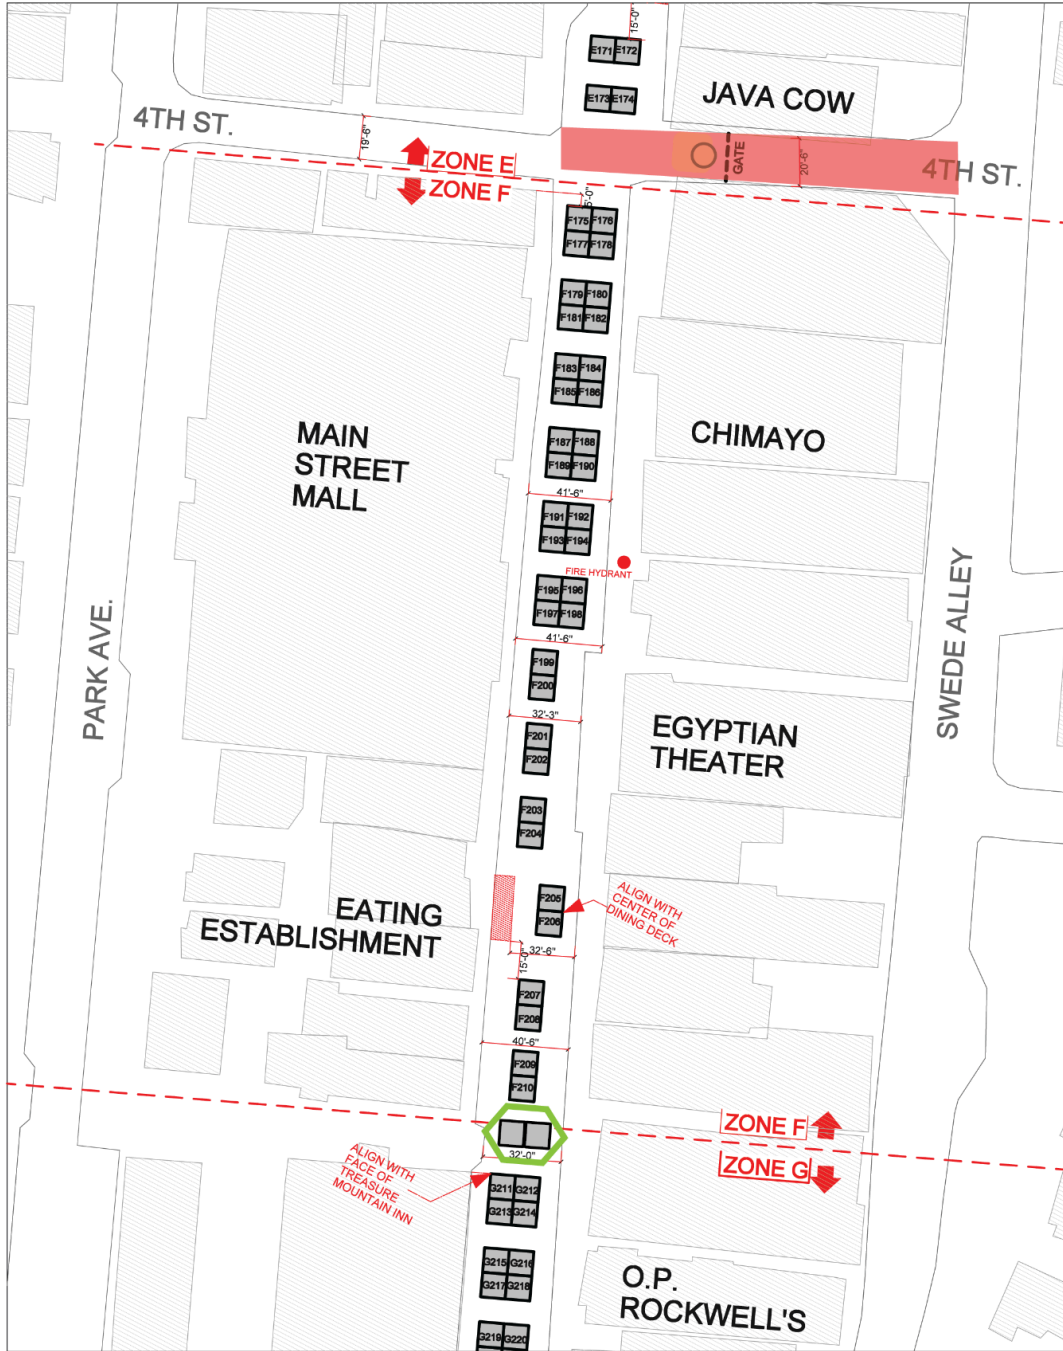 15'-0"
E171 E172
E173 E174
JAVA COW
4TH ST.
19'-6"
ZONE E
ZONE F
GATE
20'-6"
4TH ST.
5'-0"
F175 F176
F177 F178
F179 F180
F181 F182
F183 F184
F185 F186
MAIN
STREET
MALL
CHIMAYO
F187 F188
F189 F190
41'-6"
F191 F192
F193 F194
FIRE HYDRANT
F195 F196
F197 F198
41'-6"
PARK AVE.
SWEDE ALLEY
F199
F200
32'-3"
F201
F202
EGYPTIAN
THEATER
F203
F204
F205
F206
ALIGN WITH
CENTER OF
DINING DECK
EATING
ESTABLISHMENT
32'-6"
15'-0"
F207
F208
40'-6"
F209
F210
ZONE F
ZONE G
32'-0"
ALIGN WITH
FACE OF
TREASURE
MOUNTAIN INN
G211 G212
G213 G214
G215 G216
G217 G218
O.P.
ROCKWELL'S
G219 G220